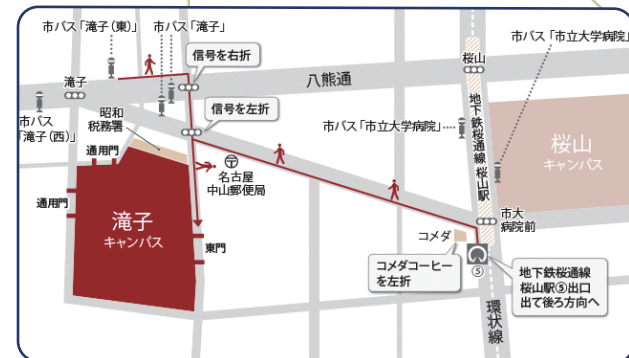 市バス「滝子(東)」
市バス「滝子」
信号を右折
市バス「市立大学病院」
滝子
桜山
八熊通
市バス
「滝子(西)」
昭和
税務署
信号を左折
市バス「市立大学病院」
地下鉄桜通線 桜山駅
桜山
キャンパス
通用門
名古屋
中山郵便局
通用門
滝子
キャンパス
東門
市大
病院前
コメダ
コメダコーヒー
を左折
⑤
地下鉄桜通線
桜山駅⑤出口
出て後ろ方向へ
環状線